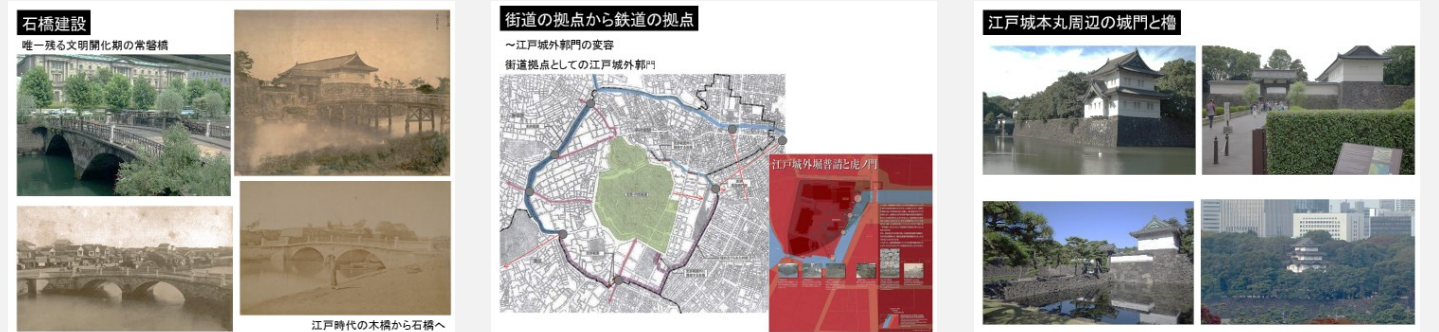 石橋建設
唯一残る文明開化期の常磐橋
江戸時代の木橋から石橋へ
街道の拠点から鉄道の拠点
～江戸城外郭門の変容
街道拠点としての江戸城外郭門
江戸城外堀普請と虎ノ門
江戸城本丸周辺の城門と櫓